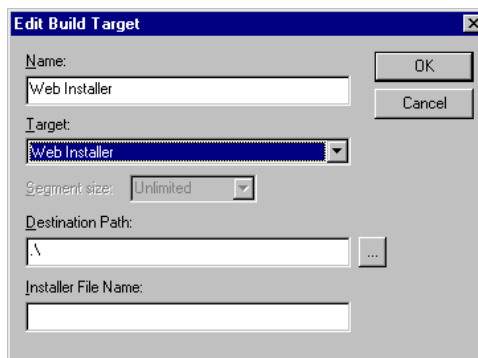 Edit Build Target
Name:
OK
Web Installer
Cancel
Target:
Web Installer
Segment size: Unlimited
Destination Path:
.\
...
Installer File Name: